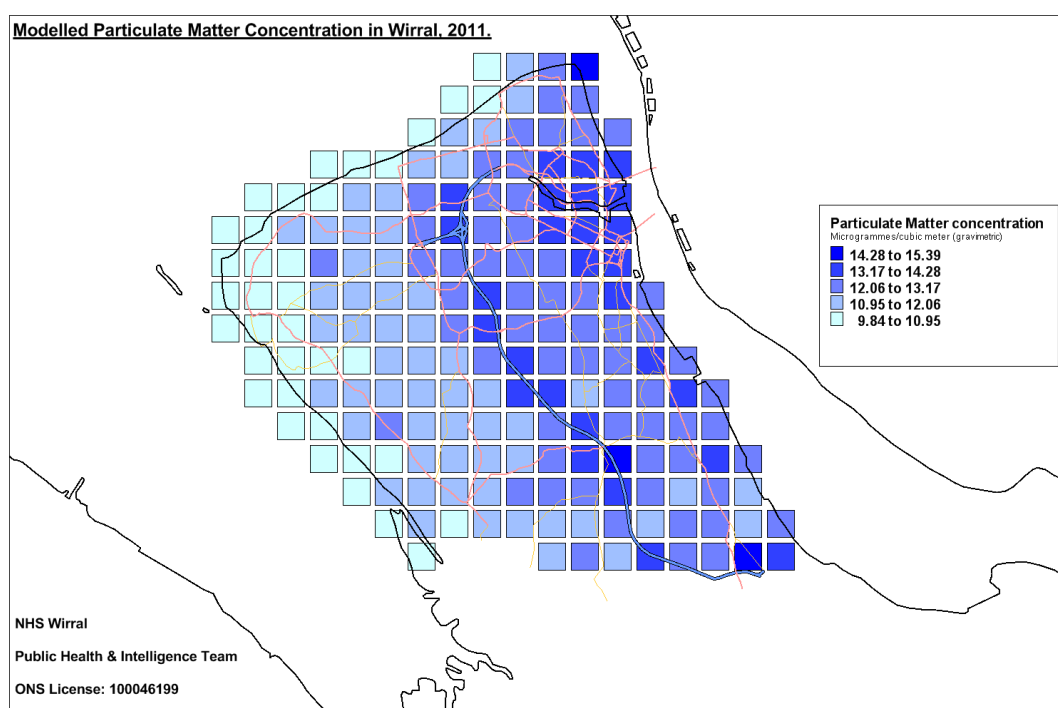 Modelled Particulate Matter Concentration in Wirral, 2011.
Particulate Matter concentration
Microgrammes/cubic meter (gravimetric)
14.28 to 15.39
13.17 to 14.28
12.06 to 13.17
10.95 to 12.06
9.84 to 10.95
NHS Wirral
Public Health & Intelligence Team
ONS License: 100046199